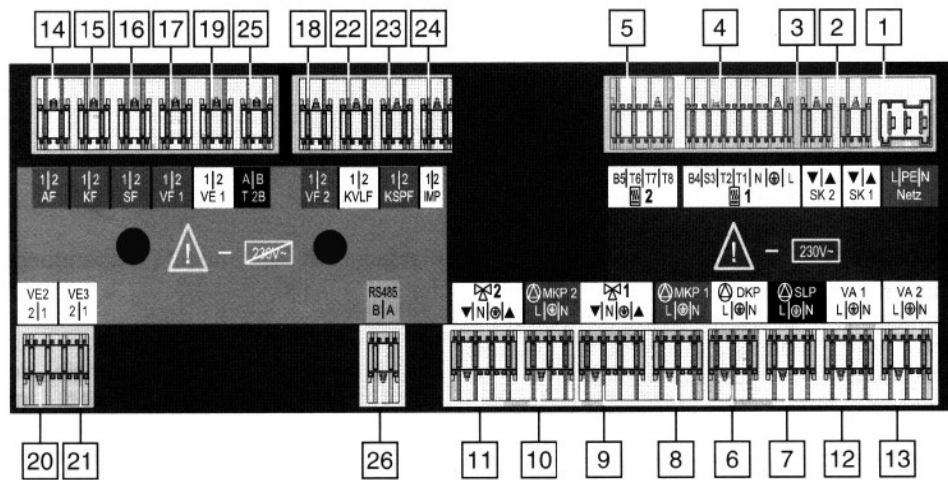 14 15 16 17 19 25 18 22 23 24 5 4 3 2 1
1|2 1|2 1|2 1|2 1|2 A|B 1|2 1|2 1|2 1|2 B5|T6|T7|T8 B4|S3|T2|T1|N|⏚|L ▼|▲ ▼|▲ L|PE|N
AF KF SF VF 1 VE 1 T 2B VF 2 KVLF KSPF IMP 2 1 SK 2 SK 1 Netz
! – 230V~ ! – 230V~
VE2 VE3 RS485 2 MKP 2 1 MKP 1 DKP SLP VA 1 VA 2
2|1 2|1 B|A ▼|N|⏚|▲ L|⏚|N ▼|N|⏚|▲ L|⏚|N L|⏚|N L|⏚|N L|⏚|N L|⏚|N
20 21 26 11 10 9 8 6 7 12 13